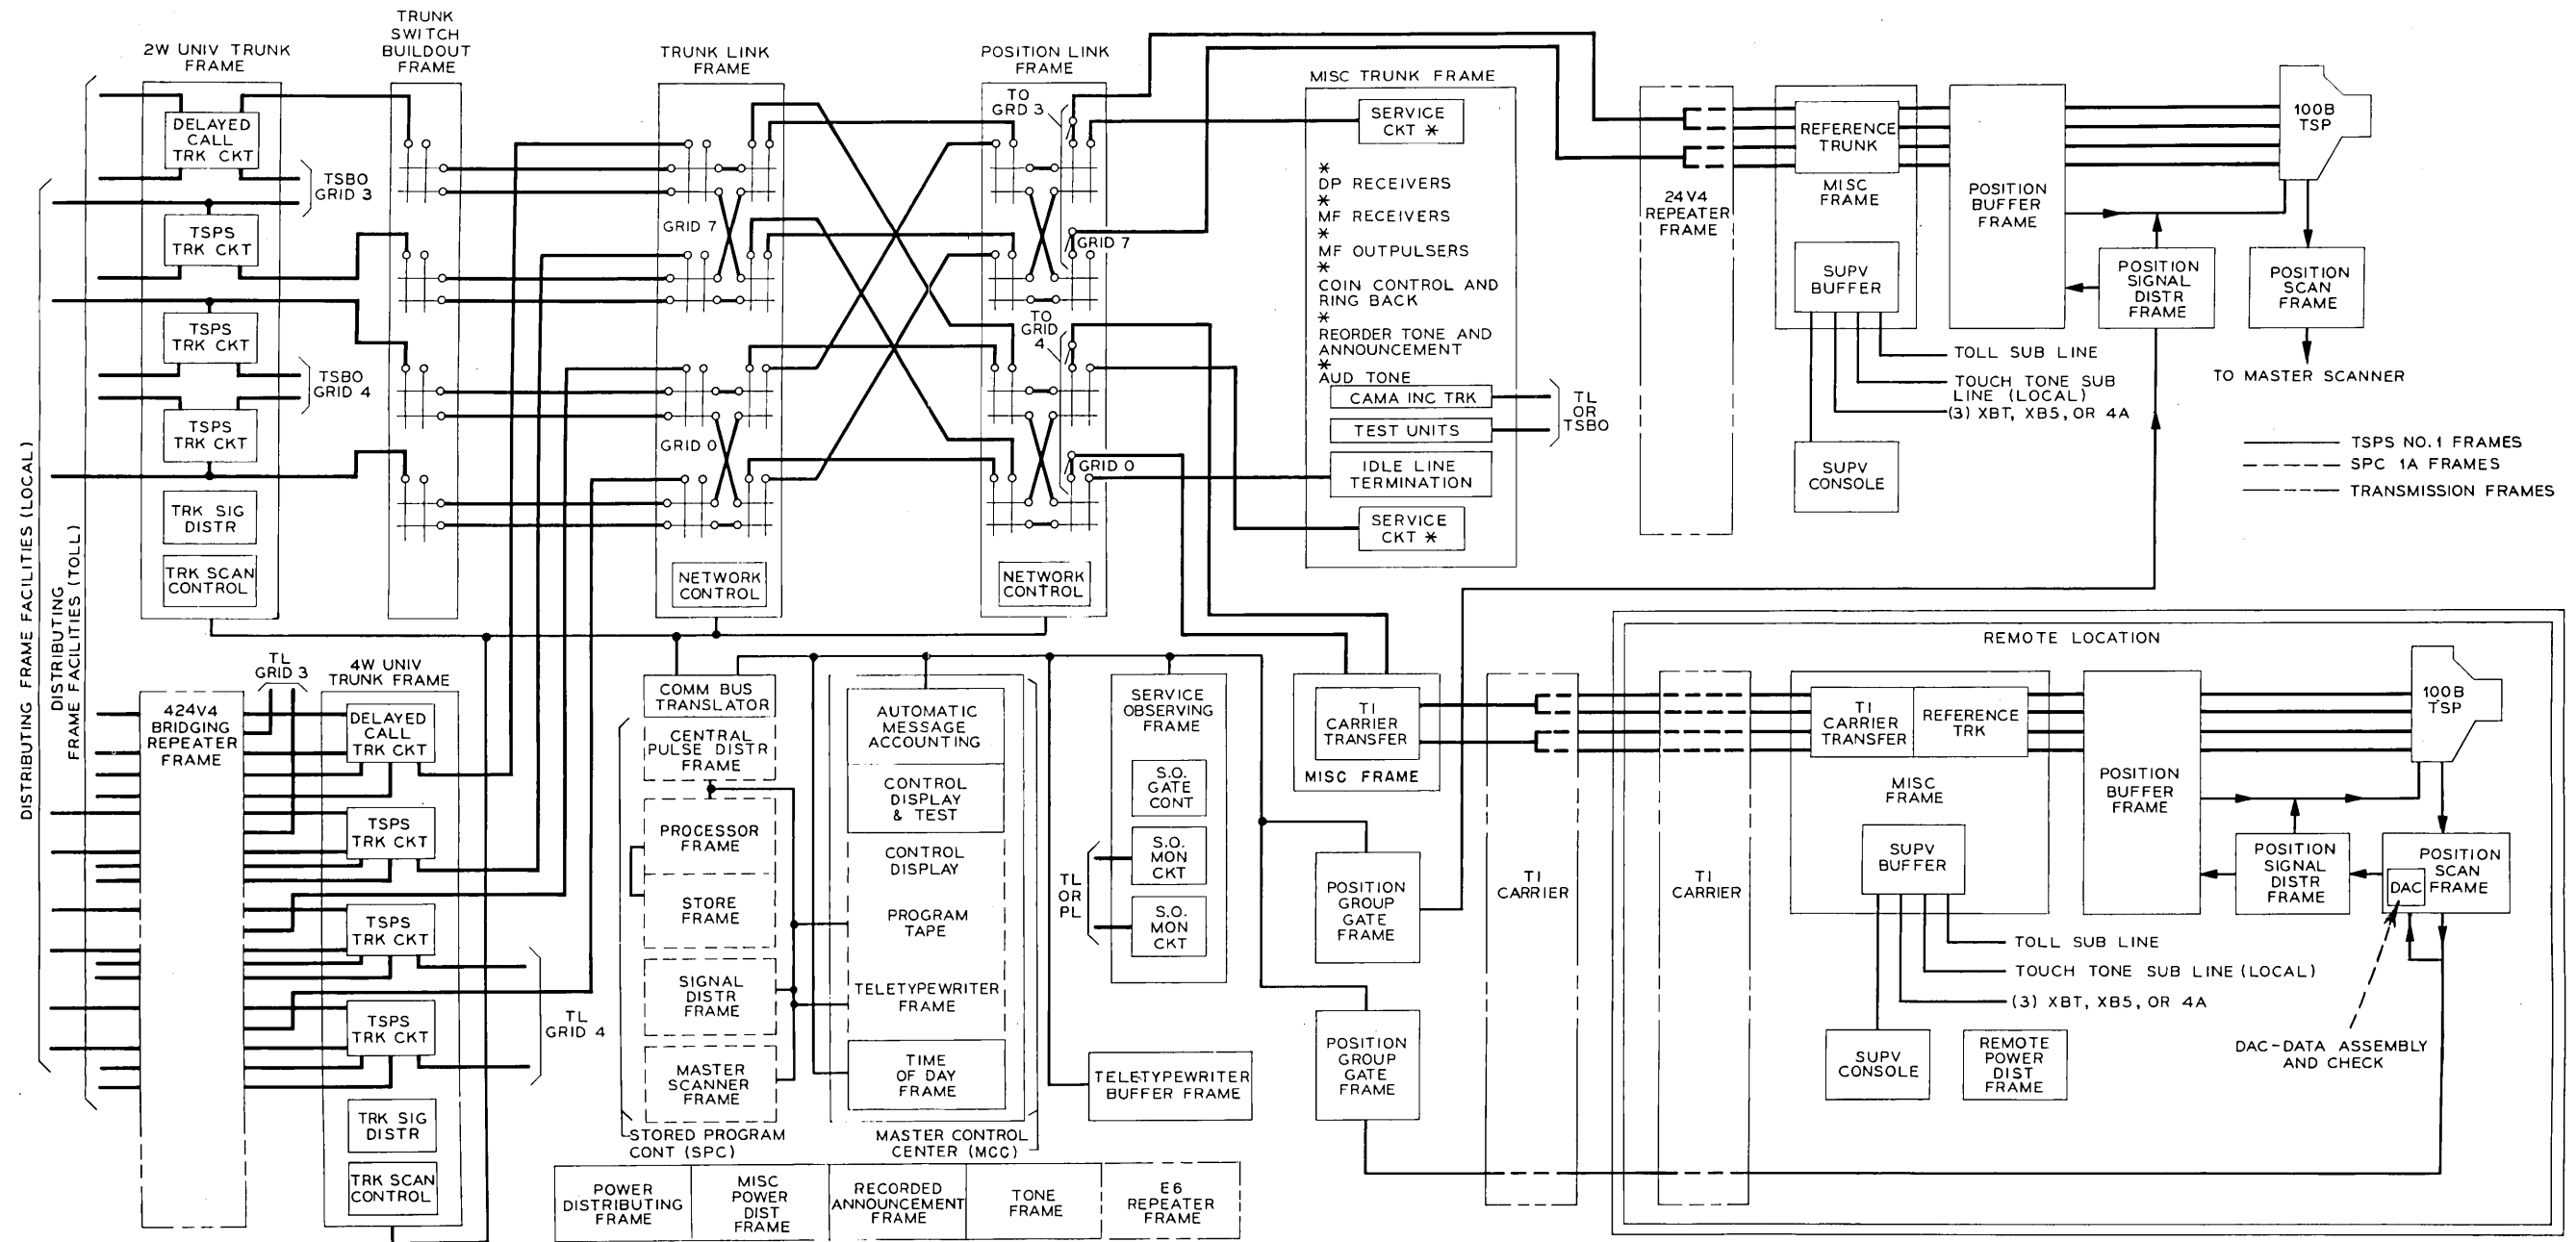 2W UNIV TRUNK
FRAME
TRUNK
SWITCH
BUILDOUT
FRAME
TRUNK LINK
FRAME
POSITION LINK
FRAME
DISTRIBUTING FRAME FACILITIES (LOCAL)
DISTRIBUTING
FRAME FACILITIES (TOLL)
DELAYED
CALL
TRK CKT
TSBO
GRID 3
TSPS
TRK CKT
TSPS
TRK CKT
TSBO
GRID 4
TSPS
TRK CKT
TRK SIG
DISTR
TRK SCAN
CONTROL
GRID 7
GRID 0
NETWORK
CONTROL
TO
GRD 3
GRID 7
TO
GRID
4
GRID 0
NETWORK
CONTROL
MISC TRUNK FRAME
SERVICE
CKT *
*
DP RECEIVERS
*
MF RECEIVERS
*
MF OUTPULSERS
*
COIN CONTROL AND
RING BACK
*
REORDER TONE AND
ANNOUNCEMENT
*
AUD TONE
CAMA INC TRK
TEST UNITS
TL
OR
TSBO
IDLE LINE
TERMINATION
SERVICE
CKT *
24V4
REPEATER
FRAME
REFERENCE
TRUNK
MISC
FRAME
SUPV
BUFFER
SUPV
CONSOLE
POSITION
BUFFER
FRAME
100B
TSP
POSITION
SIGNAL
DISTR
FRAME
POSITION
SCAN
FRAME
TO MASTER SCANNER
TOLL SUB LINE
TOUCH TONE SUB
LINE (LOCAL)
(3) XBT, XB5, OR 4A
TSPS NO.1 FRAMES
SPC 1A FRAMES
TRANSMISSION FRAMES
TL
GRID 3
4W UNIV
TRUNK FRAME
424V4
BRIDGING
REPEATER
FRAME
DELAYED
CALL
TRK CKT
TSPS
TRK CKT
TSPS
TRK CKT
TSPS
TRK CKT
TL
GRID 4
TRK SIG
DISTR
TRK SCAN
CONTROL
COMM BUS
TRANSLATOR
CENTRAL
PULSE DISTR
FRAME
PROCESSOR
FRAME
STORE
FRAME
SIGNAL
DISTR
FRAME
MASTER
SCANNER
FRAME
STORED PROGRAM
CONT (SPC)
AUTOMATIC
MESSAGE
ACCOUNTING
CONTROL
DISPLAY
& TEST
CONTROL
DISPLAY
PROGRAM
TAPE
TELETYPEWRITER
FRAME
TIME
OF DAY
FRAME
MASTER CONTROL
CENTER (MCC)
SERVICE
OBSERVING
FRAME
S.O.
GATE
CONT
S.O.
MON
CKT
S.O.
MON
CKT
TL
OR
PL
TELETYPEWRITER
BUFFER FRAME
POWER
DISTRIBUTING
FRAME
MISC
POWER
DIST
FRAME
RECORDED
ANNOUNCEMENT
FRAME
TONE
FRAME
E6
REPEATER
FRAME
T1
CARRIER
TRANSFER
MISC FRAME
POSITION
GROUP
GATE
FRAME
POSITION
GROUP
GATE
FRAME
T1
CARRIER
REMOTE LOCATION
T1
CARRIER
T1
CARRIER
TRANSFER
REFERENCE
TRK
MISC
FRAME
SUPV
BUFFER
POSITION
BUFFER
FRAME
100B
TSP
POSITION
SIGNAL
DISTR
FRAME
POSITION
SCAN
FRAME
DAC
TOLL SUB LINE
TOUCH TONE SUB LINE (LOCAL)
(3) XBT, XB5, OR 4A
SUPV
CONSOLE
REMOTE
POWER
DIST
FRAME
DAC-DATA ASSEMBLY
AND CHECK